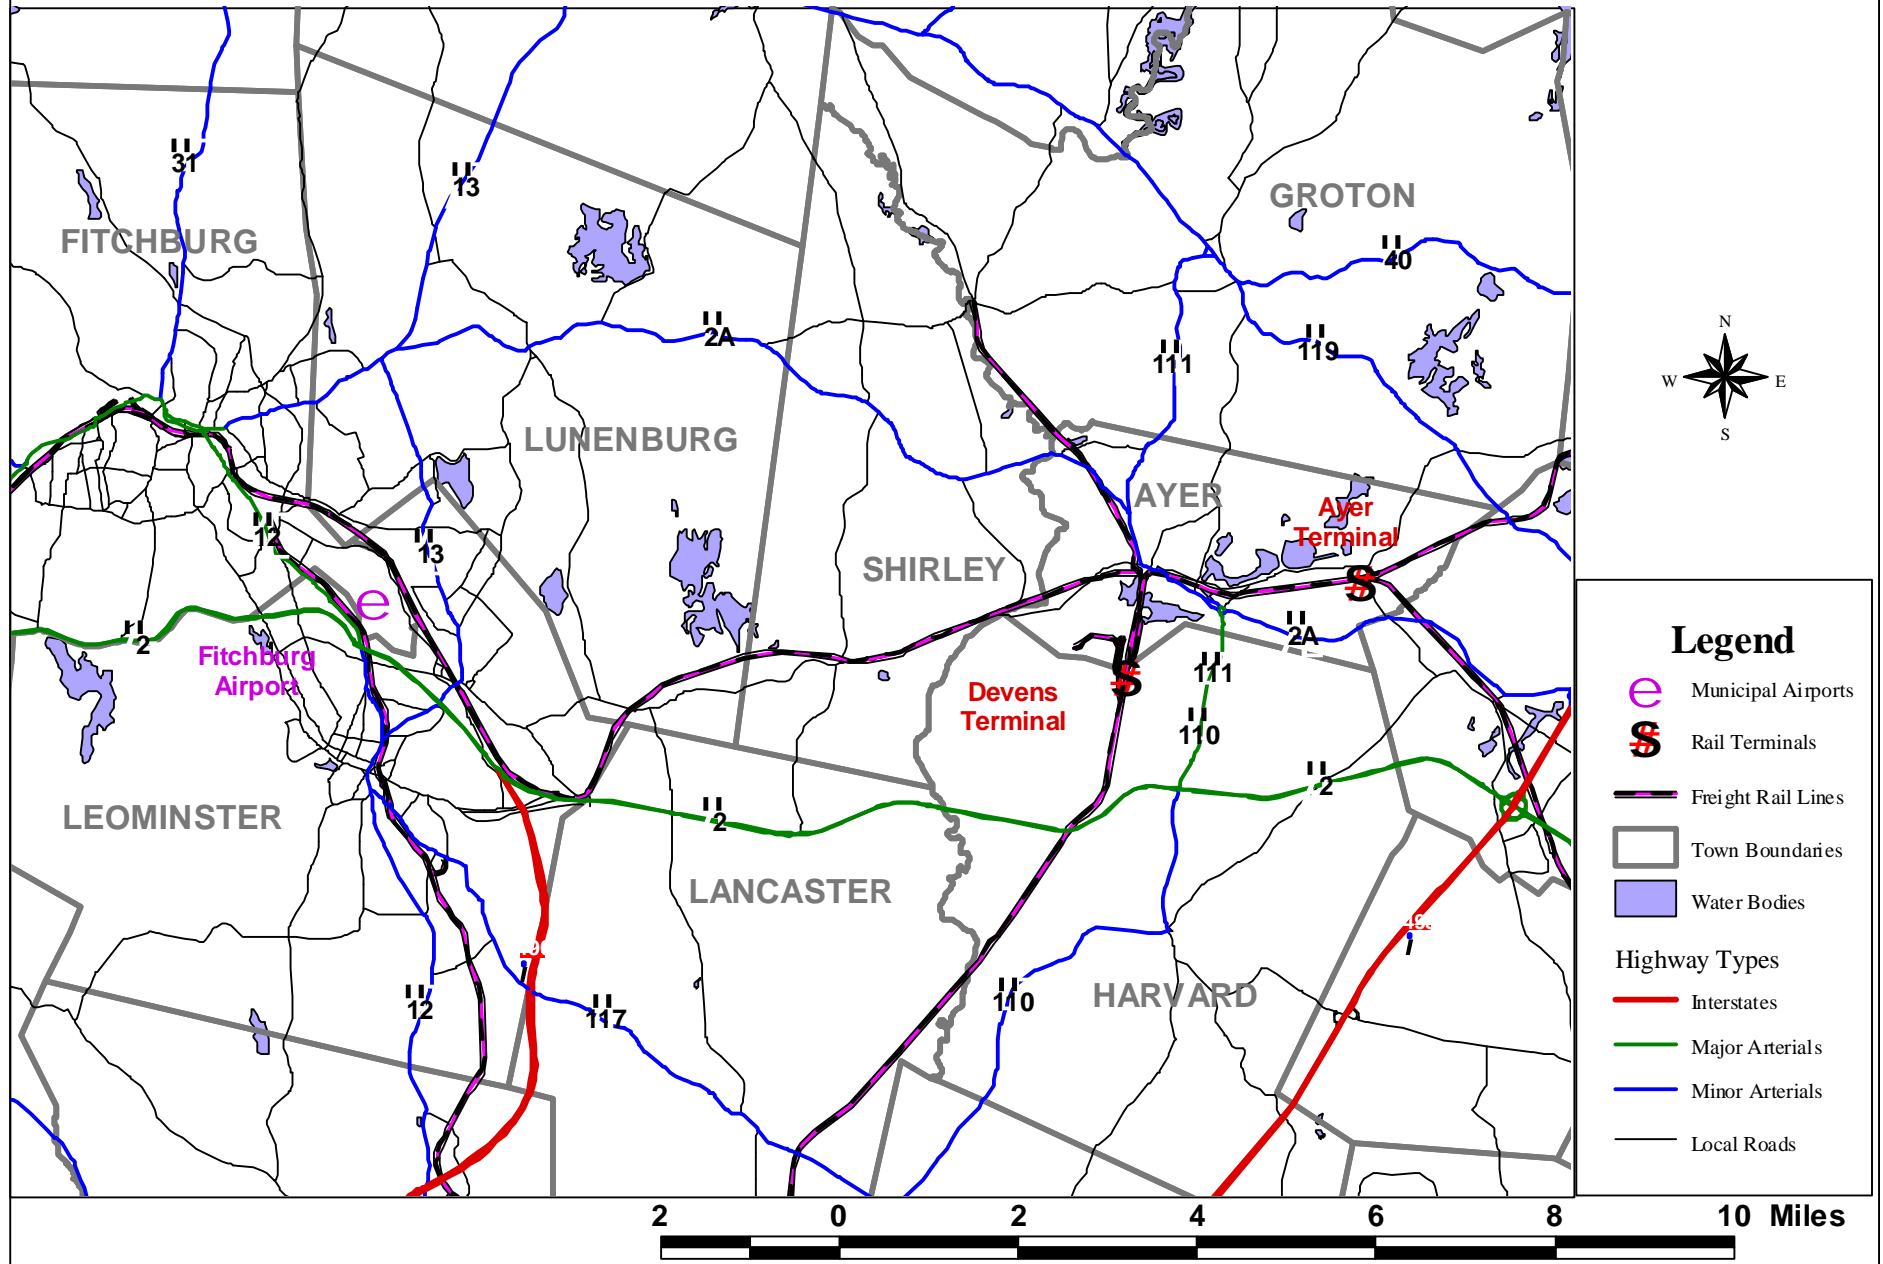 31
13
GROTON
FITCHBURG
40
2A
119
111
LUNENBURG
AYER
Ayer
Terminal
12
13
SHIRLEY
2
2A
Fitchburg
Airport
111
Devens
Terminal
110
2
2
LEOMINSTER
LANCASTER
12
117
110
HARVARD
N
W
E
S
Legend
Municipal Airports
Rail Terminals
Freight Rail Lines
Town Boundaries
Water Bodies
Highway Types
Interstates
Major Arterials
Minor Arterials
Local Roads
2 0 2 4 6 8 10 Miles